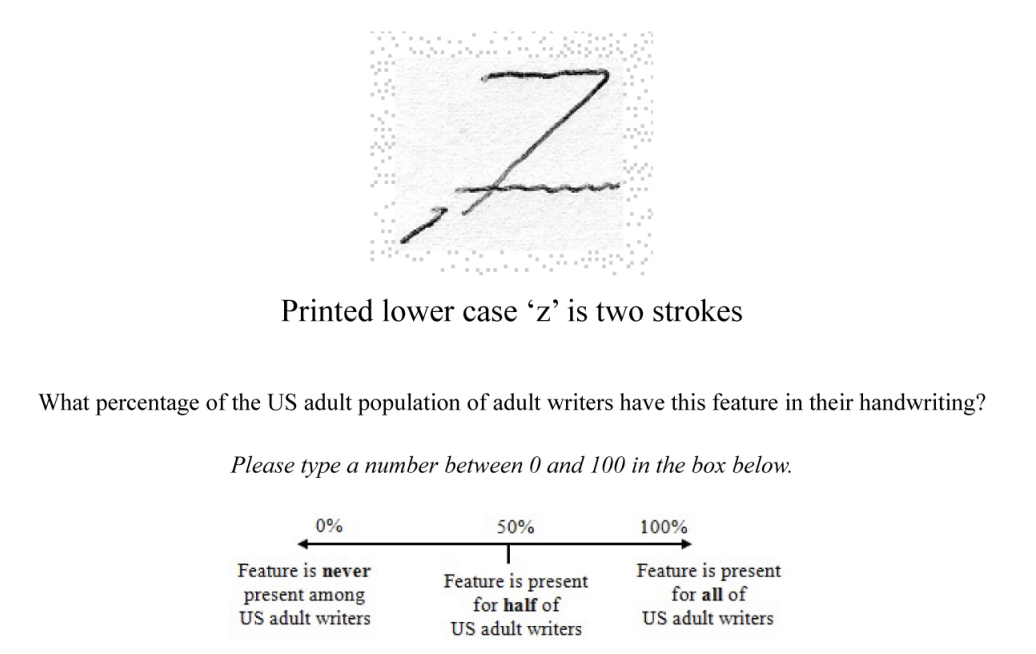 Z
Printed lower case ‘z’ is two strokes
What percentage of the US adult population of adult writers have this feature in their handwriting?
Please type a number between 0 and 100 in the box below.
0% 50% 100%
Feature is never present among US adult writers
Feature is present for half of US adult writers
Feature is present for all of US adult writers